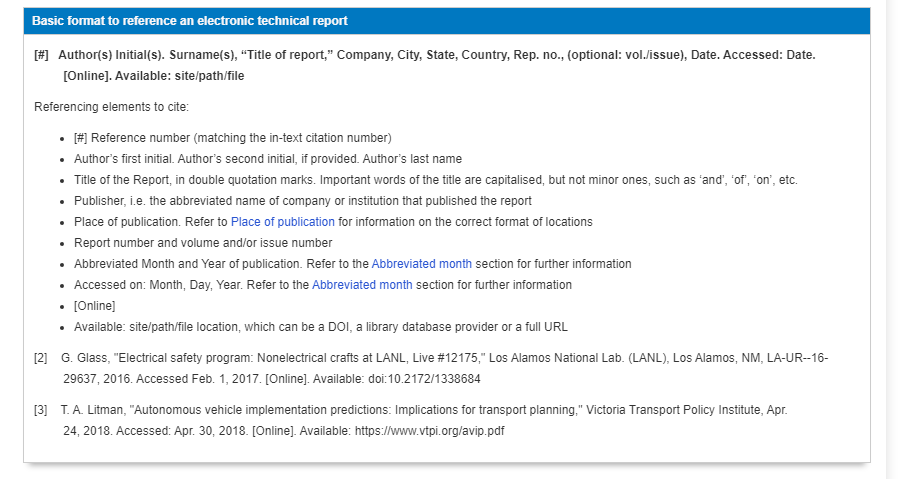 Basic format to reference an electronic technical report
[#] Author(s) Initial(s). Surname(s), “Title of report,” Company, City, State, Country, Rep. no., (optional: vol./issue), Date. Accessed: Date.
[Online]. Available: site/path/file
Referencing elements to cite:
• [#] Reference number (matching the in-text citation number)
• Author’s first initial. Author’s second initial, if provided. Author’s last name
• Title of the Report, in double quotation marks. Important words of the title are capitalised, but not minor ones, such as ‘and’, ‘of’, ‘on’, etc.
• Publisher, i.e. the abbreviated name of company or institution that published the report
• Place of publication. Refer to Place of publication for information on the correct format of locations
• Report number and volume and/or issue number
• Abbreviated Month and Year of publication. Refer to the Abbreviated month section for further information
• Accessed on: Month, Day, Year. Refer to the Abbreviated month section for further information
• [Online]
• Available: site/path/file location, which can be a DOI, a library database provider or a full URL
[2] G. Glass, "Electrical safety program: Nonelectrical crafts at LANL, Live #12175," Los Alamos National Lab. (LANL), Los Alamos, NM, LA-UR--16-
29637, 2016. Accessed Feb. 1, 2017. [Online]. Available: doi:10.2172/1338684
[3] T. A. Litman, "Autonomous vehicle implementation predictions: Implications for transport planning," Victoria Transport Policy Institute, Apr.
24, 2018. Accessed: Apr. 30, 2018. [Online]. Available: https://www.vtpi.org/avip.pdf